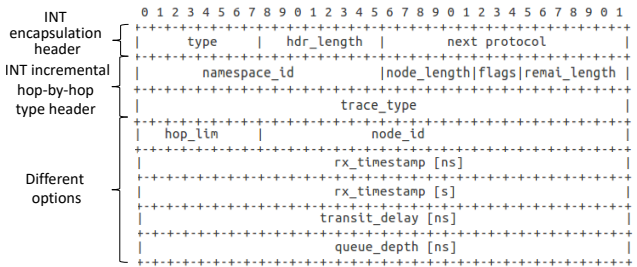 INT encapsulation header
0 1 2 3 4 5 6 7 8 9 0 1 2 3 4 5 6 7 8 9 0 1 2 3 4 5 6 7 8 9 0 1
type | hdr_length | next protocol
INT incremental hop-by-hop type header
namespace_id | node_length | flags | remai_length
trace_type
Different options
hop_lim | node_id
rx_timestamp [ns]
rx_timestamp [s]
transit_delay [ns]
queue_depth [ns]